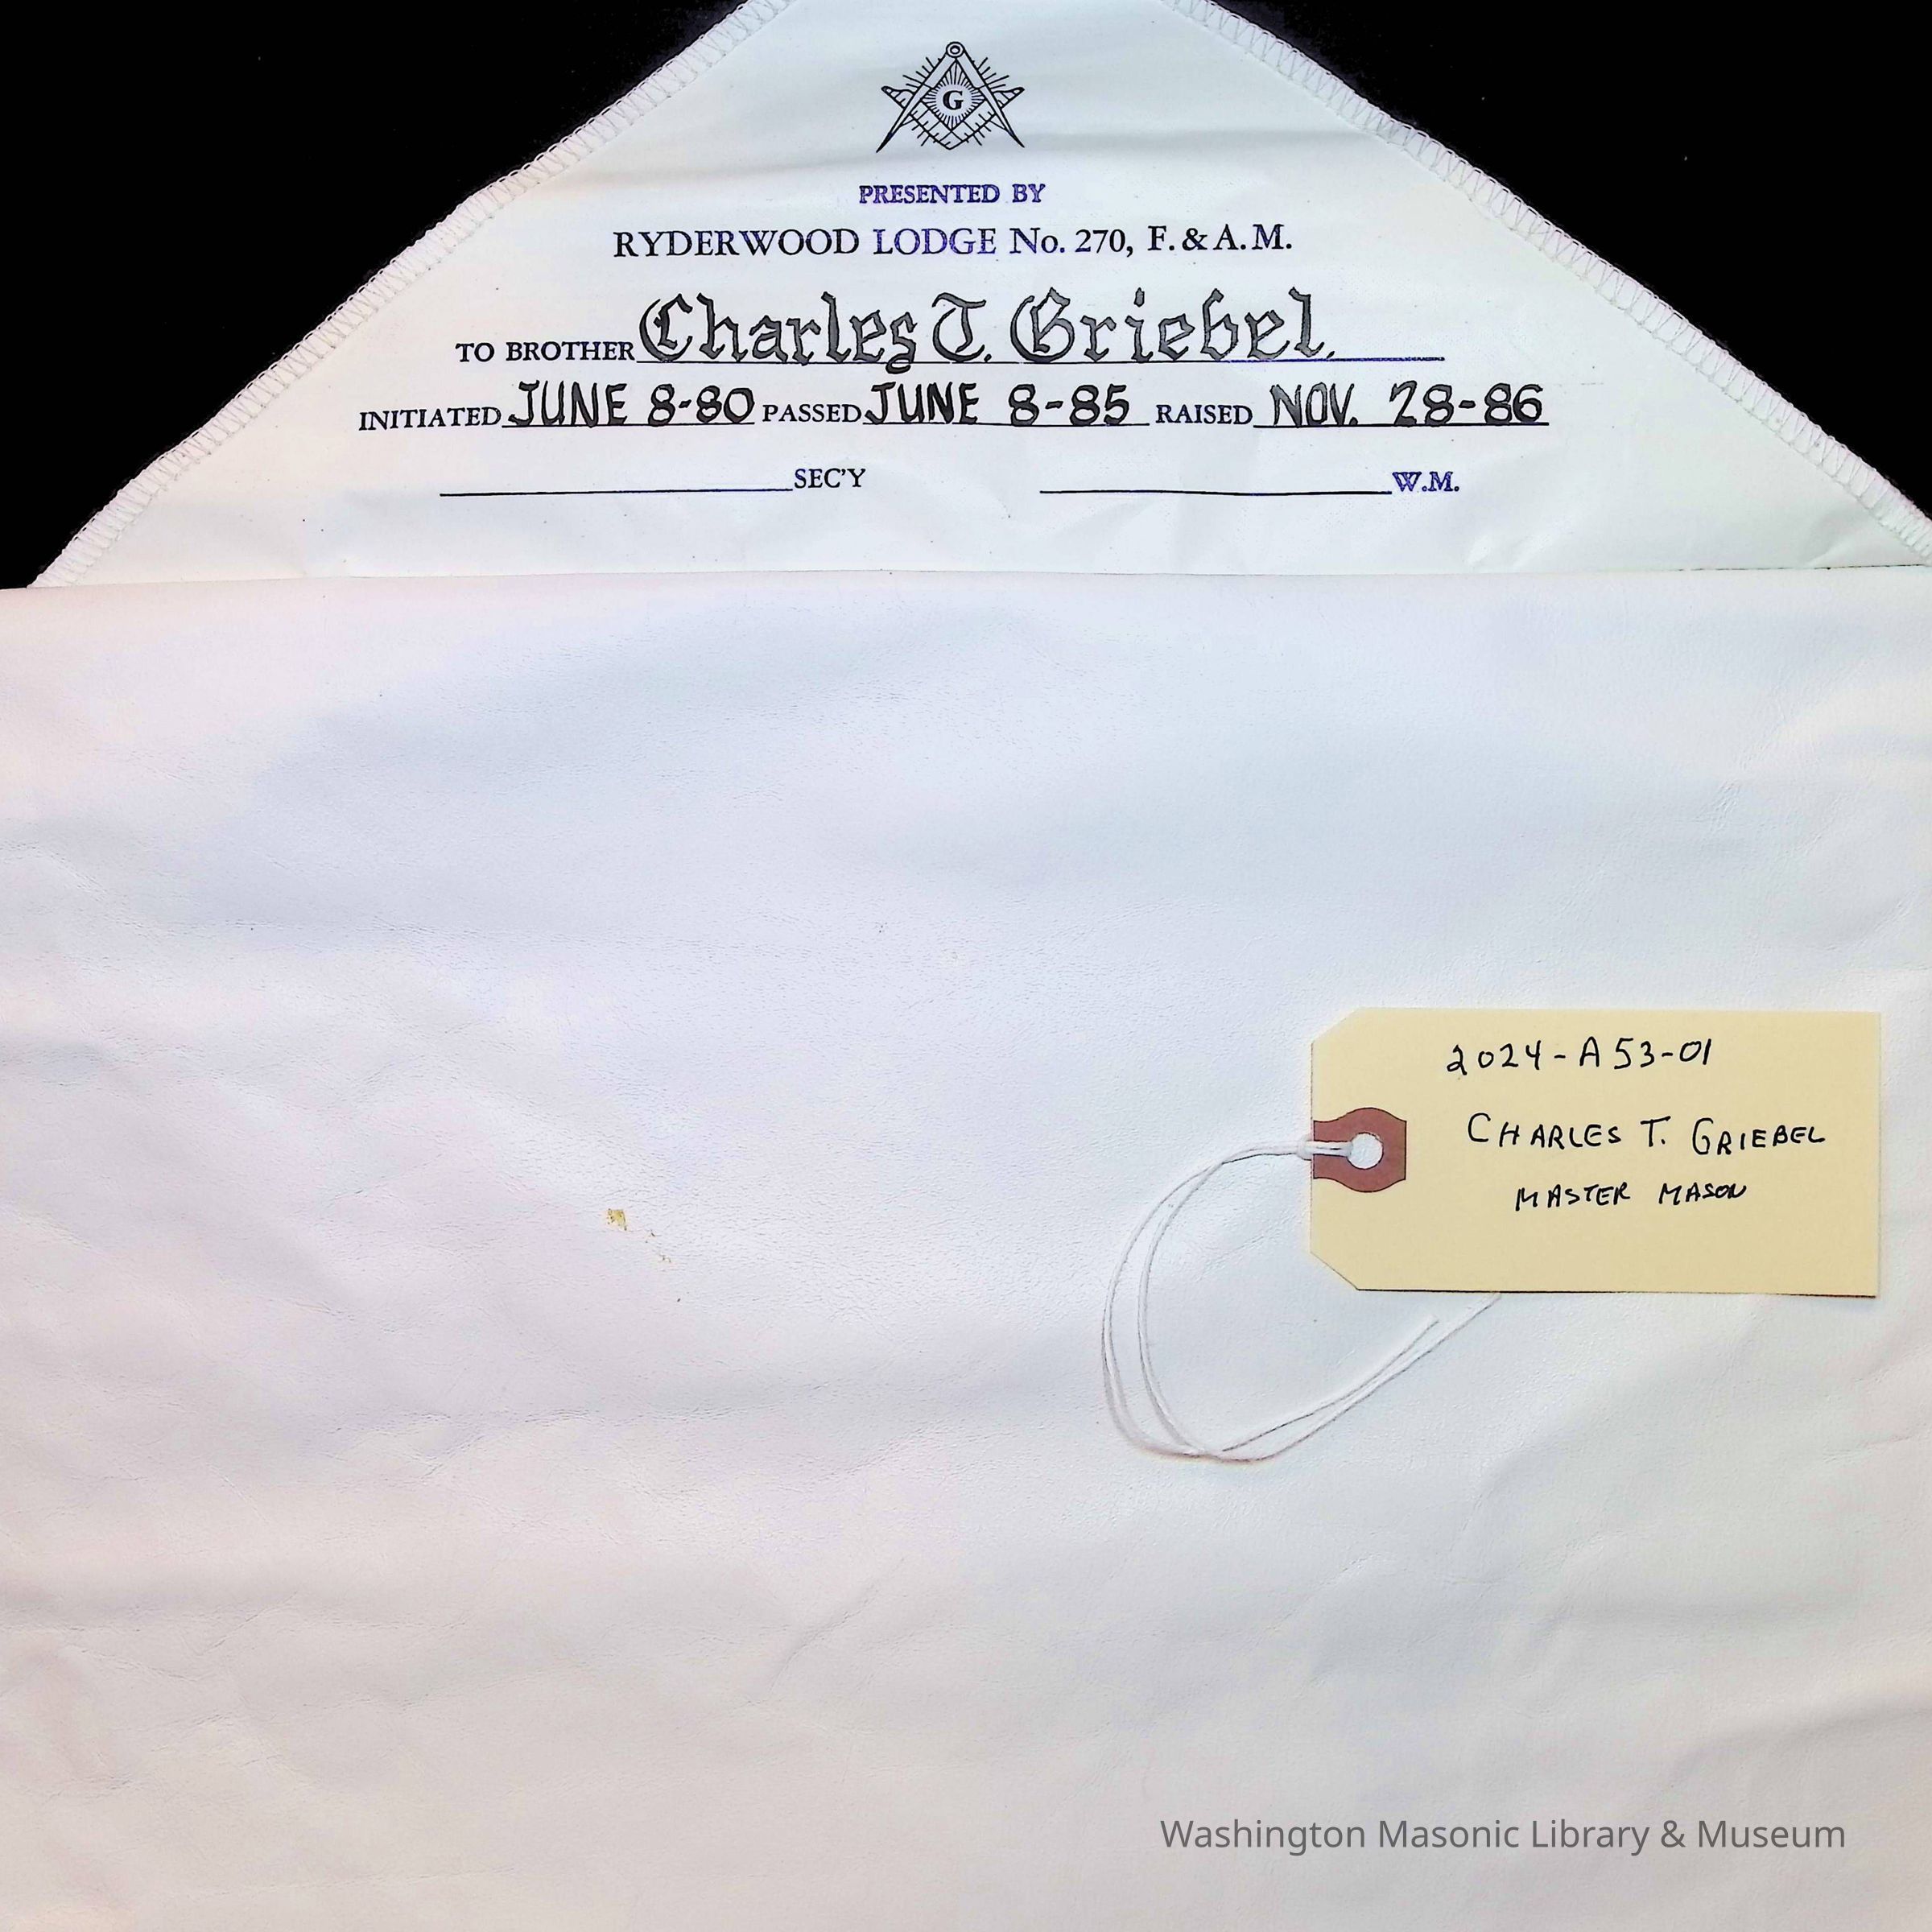 G
PRESENTED BY
RYDERWOOD LODGE No. 270, F. & A. M.
TO BROTHER Charles T. Griebel.
INITIATED JUNE 8-80 PASSED JUNE 8-85 RAISED NOV. 28-86
SEC'Y W.M.
2024-A53-01
CHARLES T. GRIEBEL
MASTER MASON
Washington Masonic Library & Museum